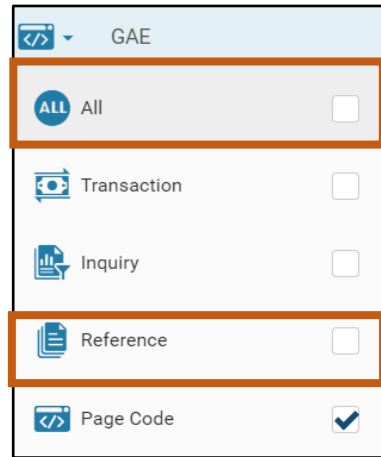 </> GAE
ALL All
Transaction
Inquiry
Reference
</> Page Code